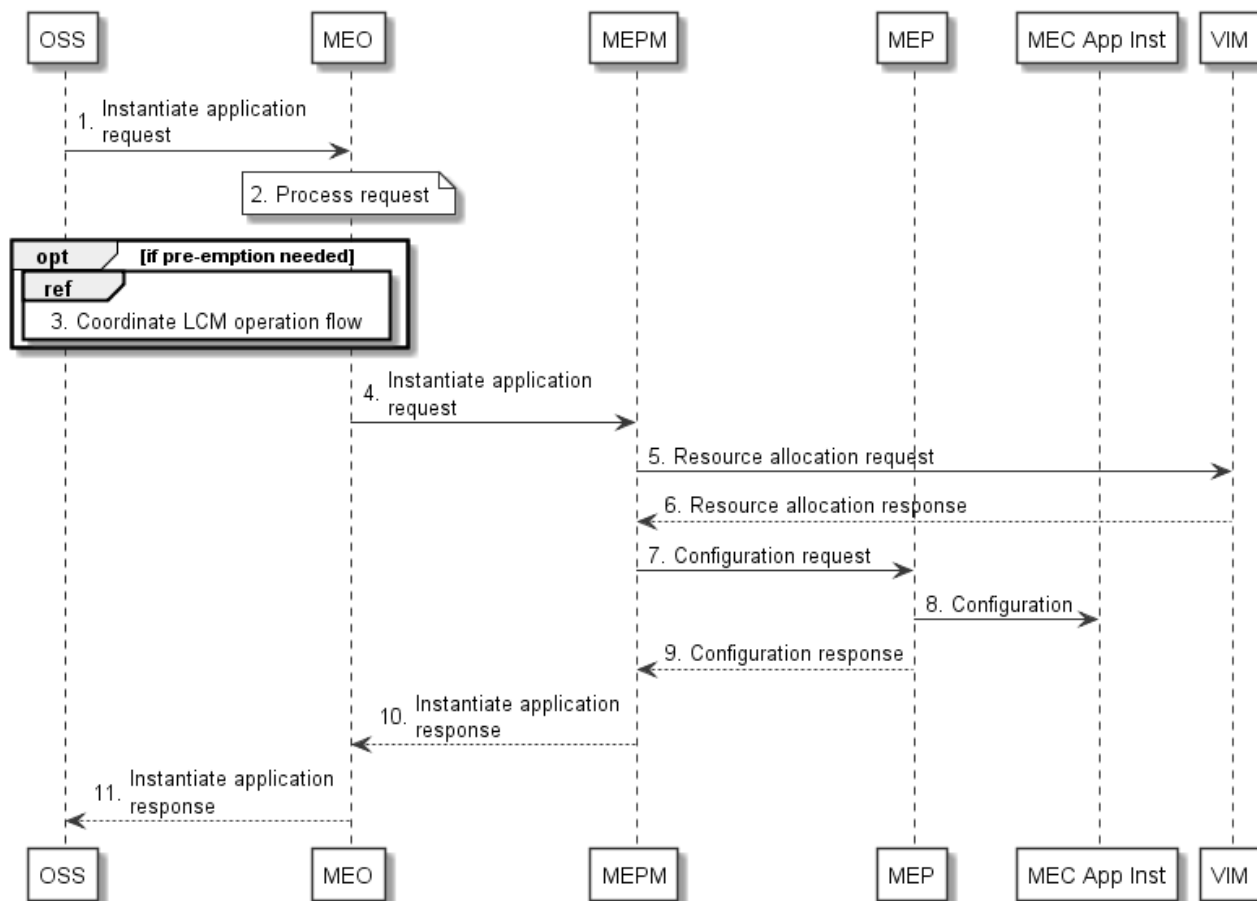 OSS MEO MEPM MEP MEC App Inst VIM
1. Instantiate application
request
2. Process request
opt [if pre-emption needed]
ref
3. Coordinate LCM operation flow
4. Instantiate application
request
5. Resource allocation request
6. Resource allocation response
7. Configuration request
8. Configuration
9. Configuration response
10. Instantiate application
response
11. Instantiate application
response
OSS MEO MEPM MEP MEC App Inst VIM